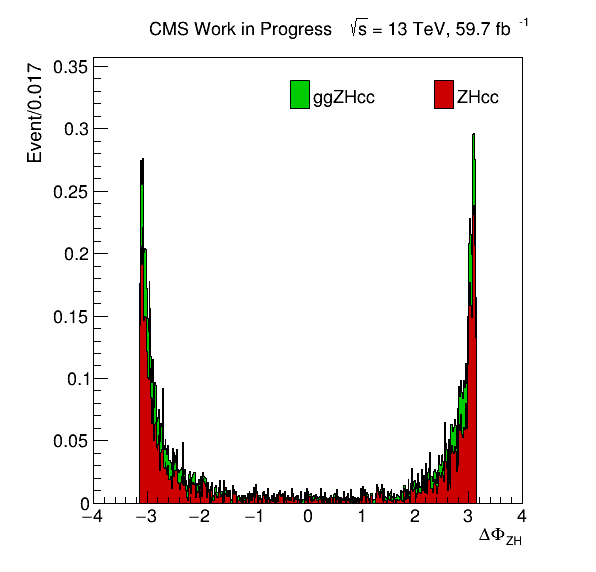 CMS Work in Progress √s = 13 TeV, 59.7 fb⁻¹
Event/0.017
ggZHcc ZHcc
0.35
0.3
0.25
0.2
0.15
0.1
0.05
0
−4 −3 −2 −1 0 1 2 3 4
ΔΦ_ZH